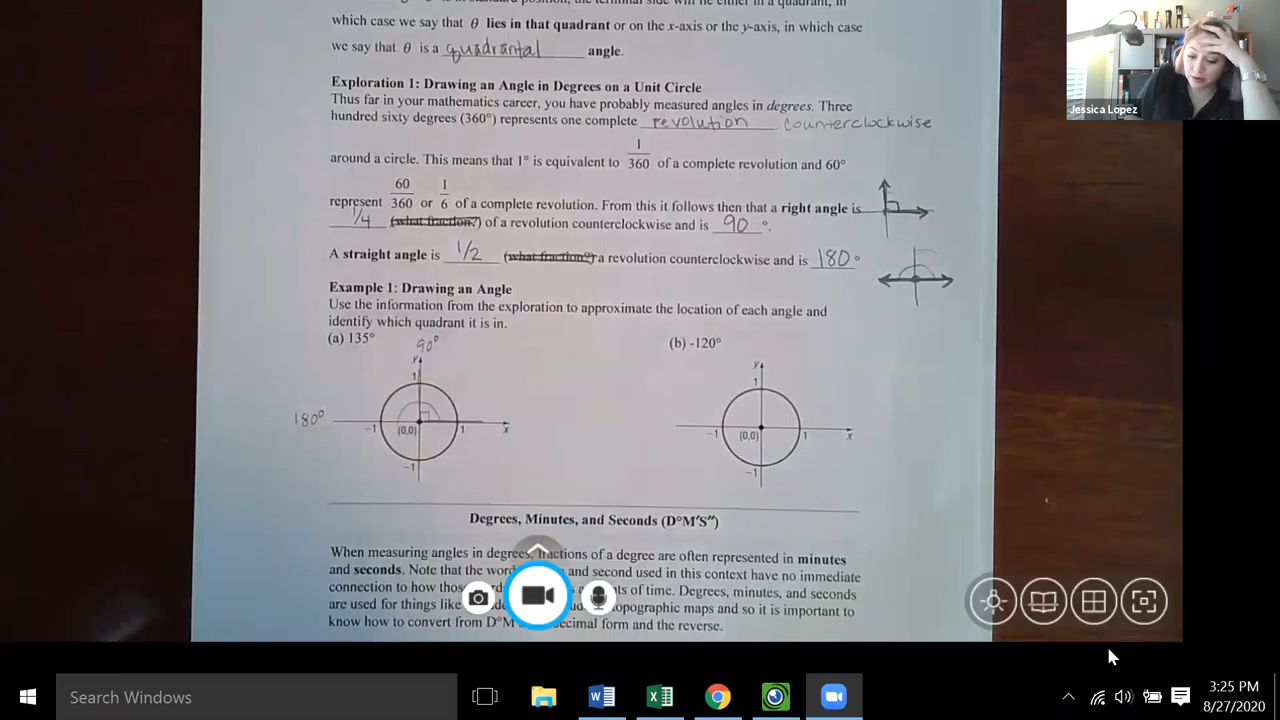 which case we say that θ lies in that quadrant or on the x-axis or the y-axis, in which case
we say that θ is a quadrantal angle.
Exploration 1: Drawing an Angle in Degrees on a Unit Circle
Thus far in your mathematics career, you have probably measured angles in degrees. Three
hundred sixty degrees (360°) represents one complete revolution counterclockwise
around a circle. This means that 1° is equivalent to 1/360 of a complete revolution and 60°
represent 60/360 or 1/6 of a complete revolution. From this it follows then that a right angle is
1/4 (what fraction?) of a revolution counterclockwise and is 90°.
A straight angle is 1/2 (what fraction?) a revolution counterclockwise and is 180°
Example 1: Drawing an Angle
Use the information from the exploration to approximate the location of each angle and
identify which quadrant it is in.
(a) 135°
90°
y
1
180°
-1
(0,0)
1
x
-1
(b) -120°
y
1
-1
(0,0)
1
x
-1
Degrees, Minutes, and Seconds (D°M′S″)
When measuring angles in degrees, fractions of a degree are often represented in minutes
and seconds. Note that the and second used in this context have no immediate
connection to how of time. Degrees, minutes, and seconds
are used for things like topographic maps and so it is important to
know how to convert from D°M decimal form and the reverse.
Jessica Lopez
Search Windows
3:25 PM
8/27/2020